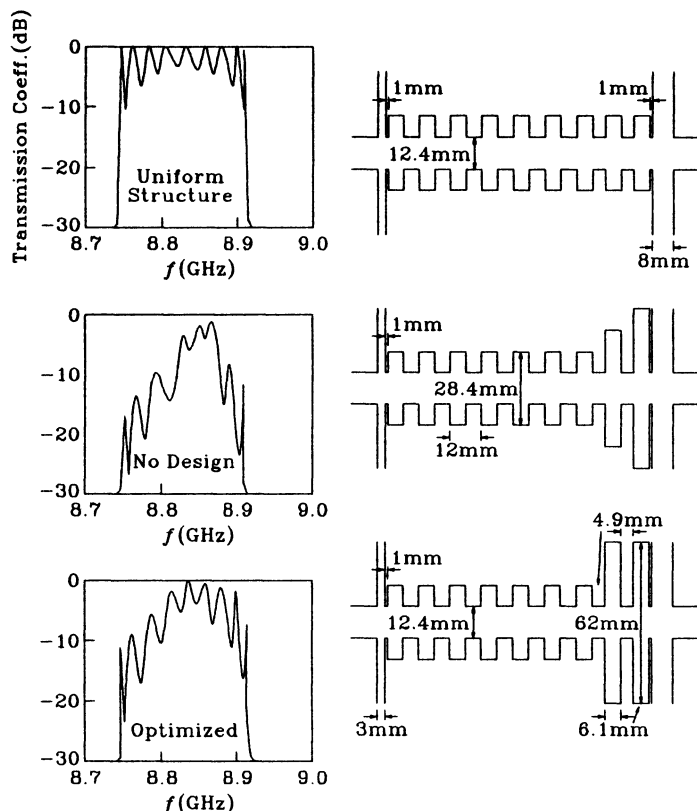 Transmission Coeff.(dB)
0
-10
-20
-30
Uniform
Structure
8.7 8.8 8.9 9.0
f(GHz)
1mm 1mm
12.4mm
8mm
0
-10
-20
-30
No Design
8.7 8.8 8.9 9.0
f(GHz)
1mm
28.4mm
12mm
0
-10
-20
-30
Optimized
8.7 8.8 8.9 9.0
f(GHz)
4.9mm
1mm
12.4mm
62mm
3mm
6.1mm